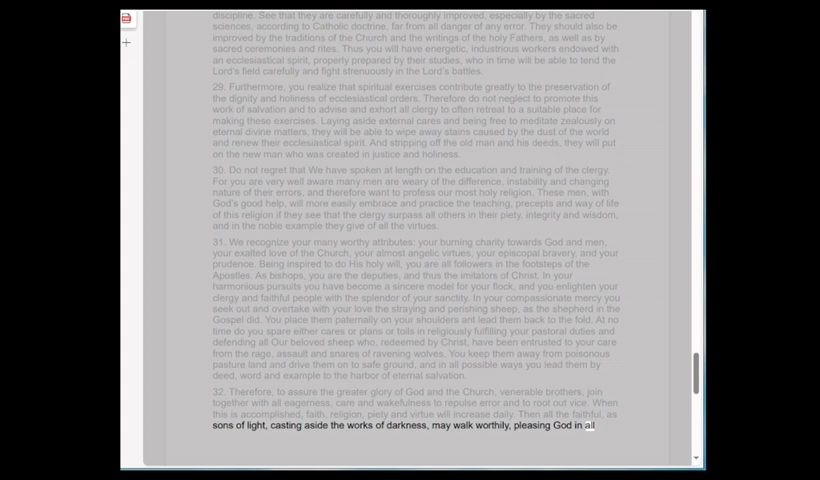 discipline. See that they are carefully and thoroughly improved, especially by the sacred
sciences, according to Catholic doctrine, far from all danger of any error. They should also be
improved by the traditions of the Church and the writings of the holy Fathers, as well as by
sacred ceremonies and rites. Thus you will have energetic, industrious workers endowed with
an ecclesiastical spirit, properly prepared by their studies, who in time will be able to tend the
Lord's field carefully and fight strenuously in the Lord's battles.
29. Furthermore, you realize that spiritual exercises contribute greatly to the preservation of
the dignity and holiness of ecclesiastical orders. Therefore do not neglect to promote this
work of salvation and to advise and exhort all clergy to often retreat to a suitable place for
making these exercises. Laying aside external cares and being free to meditate zealously on
eternal divine matters, they will be able to wipe away stains caused by the dust of the world
and renew their ecclesiastical spirit. And stripping off the old man and his deeds, they will put
on the new man who was created in justice and holiness.
30. Do not regret that We have spoken at length on the education and training of the clergy.
For you are very well aware many men are weary of the difference, instability and changing
nature of their errors, and therefore want to profess our most holy religion. These men, with
God's good help, will more easily embrace and practice the teaching, precepts and way of life
of this religion if they see that the clergy surpass all others in their piety, integrity and wisdom,
and in the noble example they give of all the virtues.
31. We recognize your many worthy attributes: your burning charity towards God and men,
your exalted love of the Church, your almost angelic virtues, your episcopal bravery, and your
prudence. Being inspired to do His holy will, you are all followers in the footsteps of the
Apostles. As bishops, you are the deputies, and thus the imitators of Christ. In your
harmonious pursuits you have become a sincere model for your flock, and you enlighten your
clergy and faithful people with the splendor of your sanctity. In your compassionate mercy you
seek out and overtake with your love the straying and perishing sheep, as the shepherd in the
Gospel did. You place them paternally on your shoulders ant lead them back to the fold. At no
time do you spare either cares or plans or toils in religiously fulfilling your pastoral duties and
defending all Our beloved sheep who, redeemed by Christ, have been entrusted to your care
from the rage, assault and snares of ravening wolves. You keep them away from poisonous
pasture land and drive them on to safe ground, and in all possible ways you lead them by
deed, word and example to the harbor of eternal salvation.
32. Therefore, to assure the greater glory of God and the Church, venerable brothers, join
together with all eagerness, care and wakefulness to repulse error and to root out vice. When
this is accomplished, faith, religion, piety and virtue will increase daily. Then all the faithful, as
sons of light, casting aside the works of darkness, may walk worthily, pleasing God in all